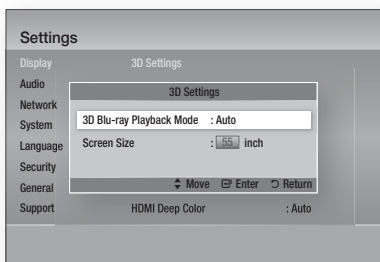 Settings
Display 3D Settings
Audio
3D Settings
Network
3D Blu-ray Playback Mode : Auto
System
Language Screen Size : 55 inch
Security
General Move Enter Return
Support HDMI Deep Color : Auto